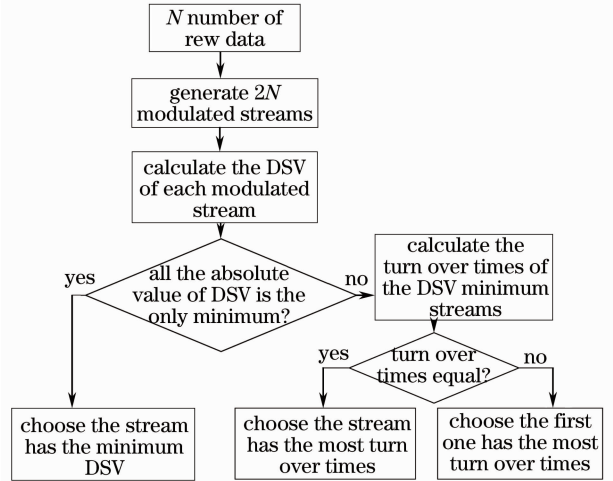 N number of
rew data
generate 2N
modulated streams
calculate the DSV
of each modulated
stream
all the absolute
value of DSV is the
only minimum?
yes
no
calculate the
turn over times of
the DSV minimum
streams
turn over
times equal?
yes
no
choose the stream
has the minimum
DSV
choose the stream
has the most turn
over times
choose the first
one has the most
turn over times